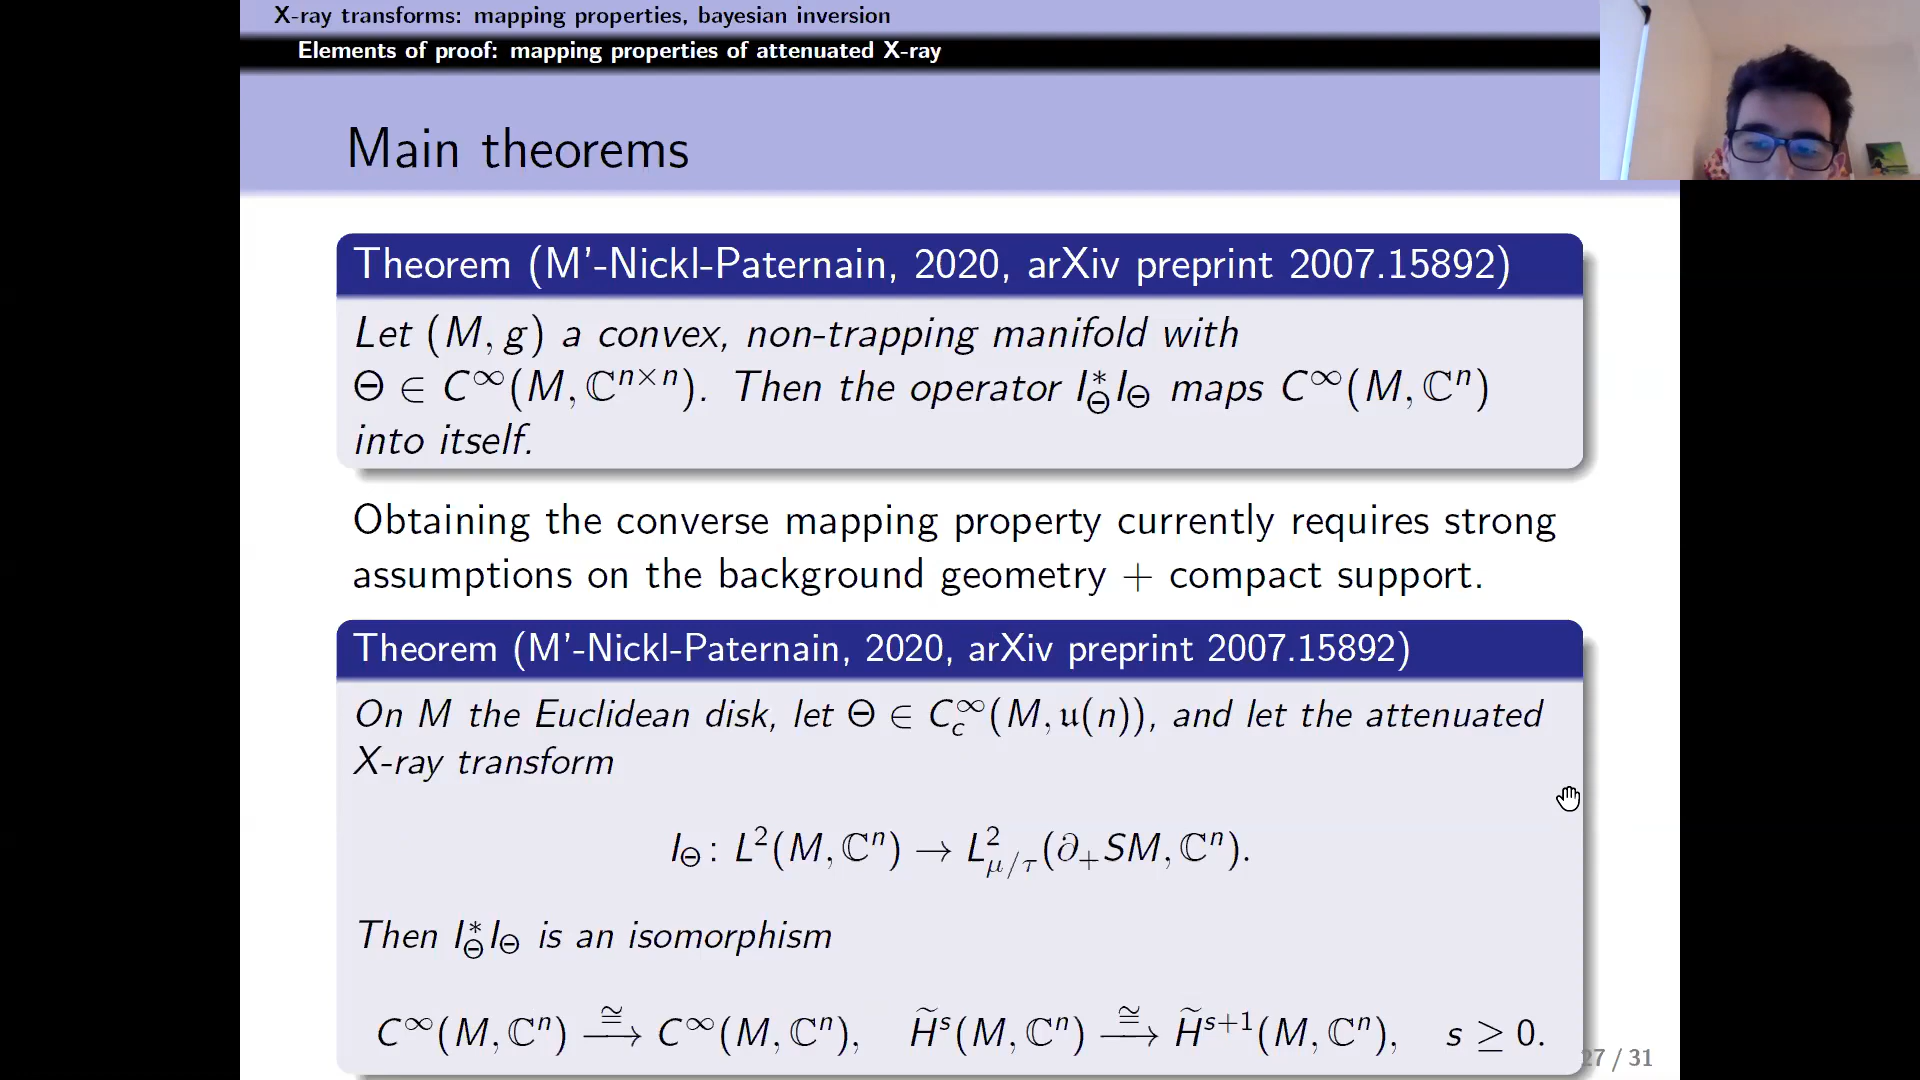 X-ray transforms: mapping properties, bayesian inversion
Elements of proof: mapping properties of attenuated X-ray
Main theorems
Theorem (M'-Nickl-Paternain, 2020, arXiv preprint 2007.15892)
Let (M, g) a convex, non-trapping manifold with
Θ ∈ C^∞(M, ℂ^{n×n}). Then the operator I_Θ^* I_Θ maps C^∞(M, ℂ^n)
into itself.
Obtaining the converse mapping property currently requires strong
assumptions on the background geometry + compact support.
Theorem (M'-Nickl-Paternain, 2020, arXiv preprint 2007.15892)
On M the Euclidean disk, let Θ ∈ C_c^∞(M, 𝔲(n)), and let the attenuated
X-ray transform
I_Θ : L^2(M, ℂ^n) → L^2_{μ/τ}(∂_+SM, ℂ^n).
Then I_Θ^* I_Θ is an isomorphism
C^∞(M, ℂ^n) ≅⟶ C^∞(M, ℂ^n), H̃^s(M, ℂ^n) ≅⟶ H̃^{s+1}(M, ℂ^n), s ≥ 0.
27 / 31